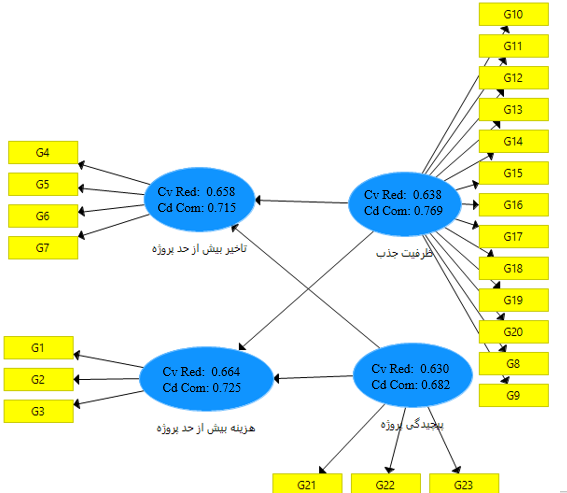 G10
G11
G12
G13
G14
G15
G16
G17
G18
G19
G20
G8
G9
G4
G5
G6
G7
Cv Red: 0.658
Cd Com: 0.715
تاخیر بیش از حد پروژه
Cv Red: 0.638
Cd Com: 0.769
ظرفیت جذب
G1
G2
G3
Cv Red: 0.664
Cd Com: 0.725
هزینه بیش از حد پروژه
Cv Red: 0.630
Cd Com: 0.682
پیچیدگی پروژه
G21
G22
G23